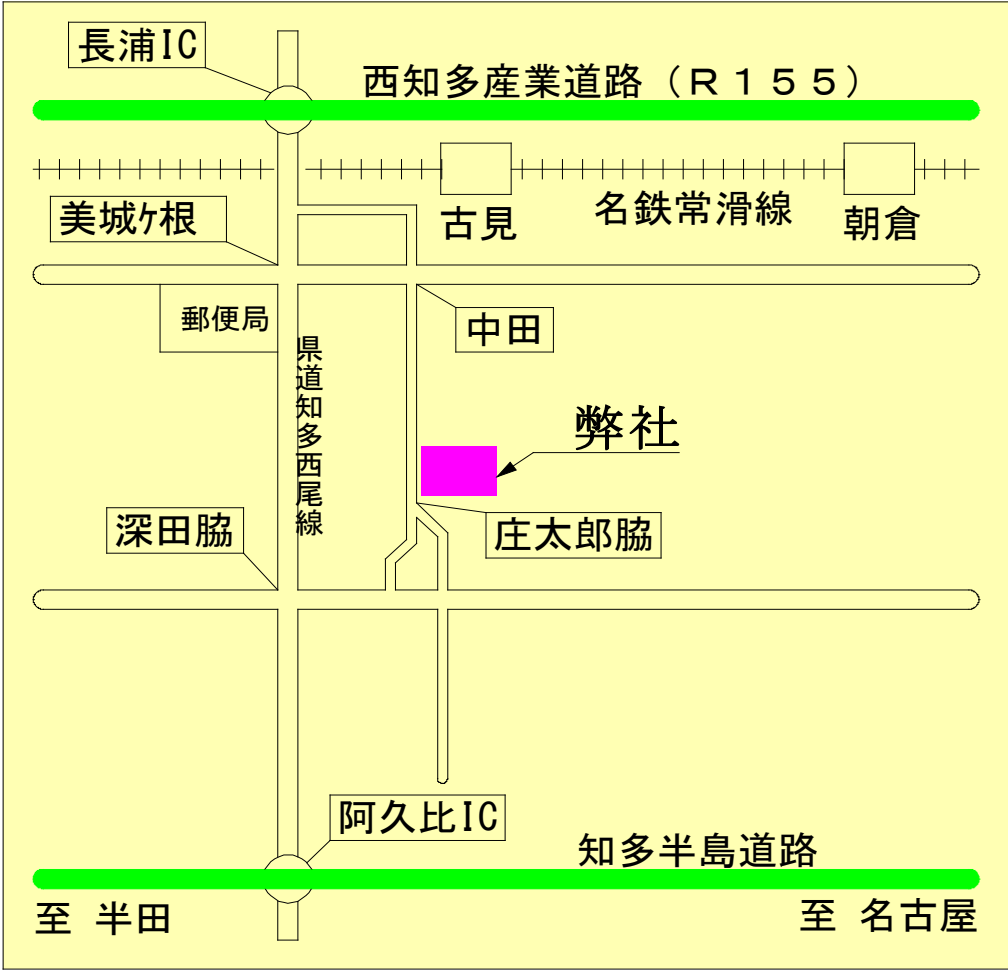 長浦IC
西知多産業道路（Ｒ１５５）
美城ヶ根
古見
名鉄常滑線
朝倉
郵便局
中田
県道知多西尾線
弊社
深田脇
庄太郎脇
阿久比IC
知多半島道路
至 半田
至 名古屋